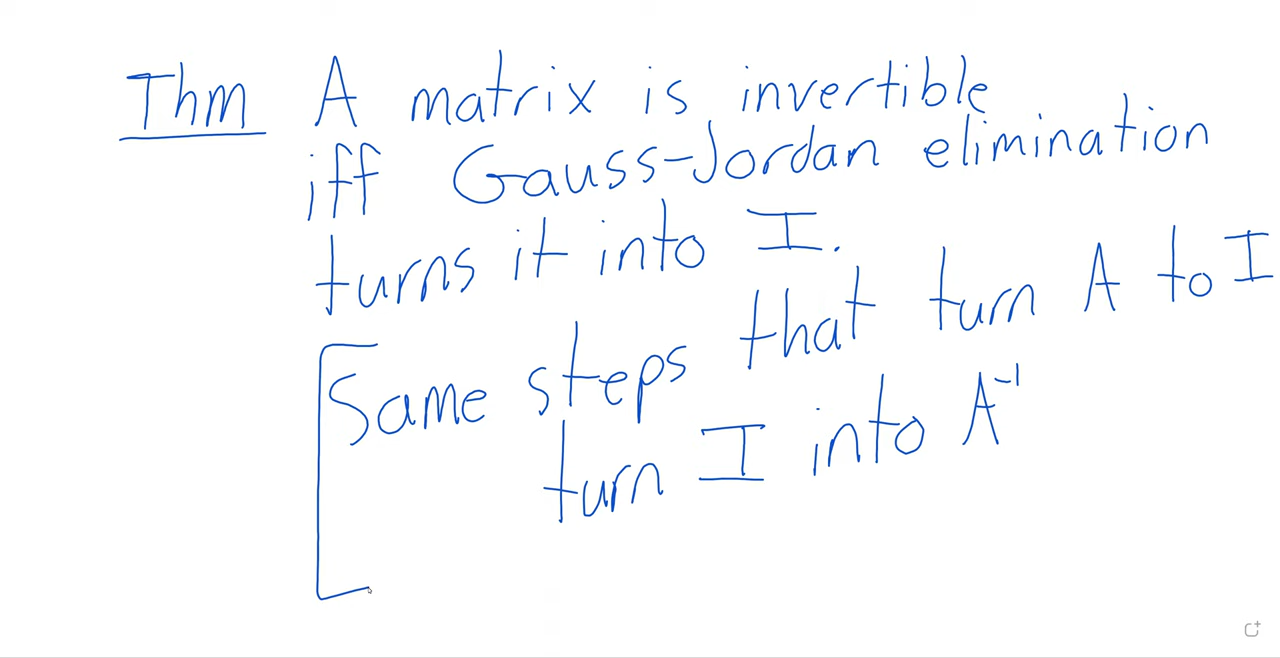 Thm A matrix is invertible
iff Gauss-Jordan elimination
turns it into I.
Same steps that turn A to I
turn I into A⁻¹